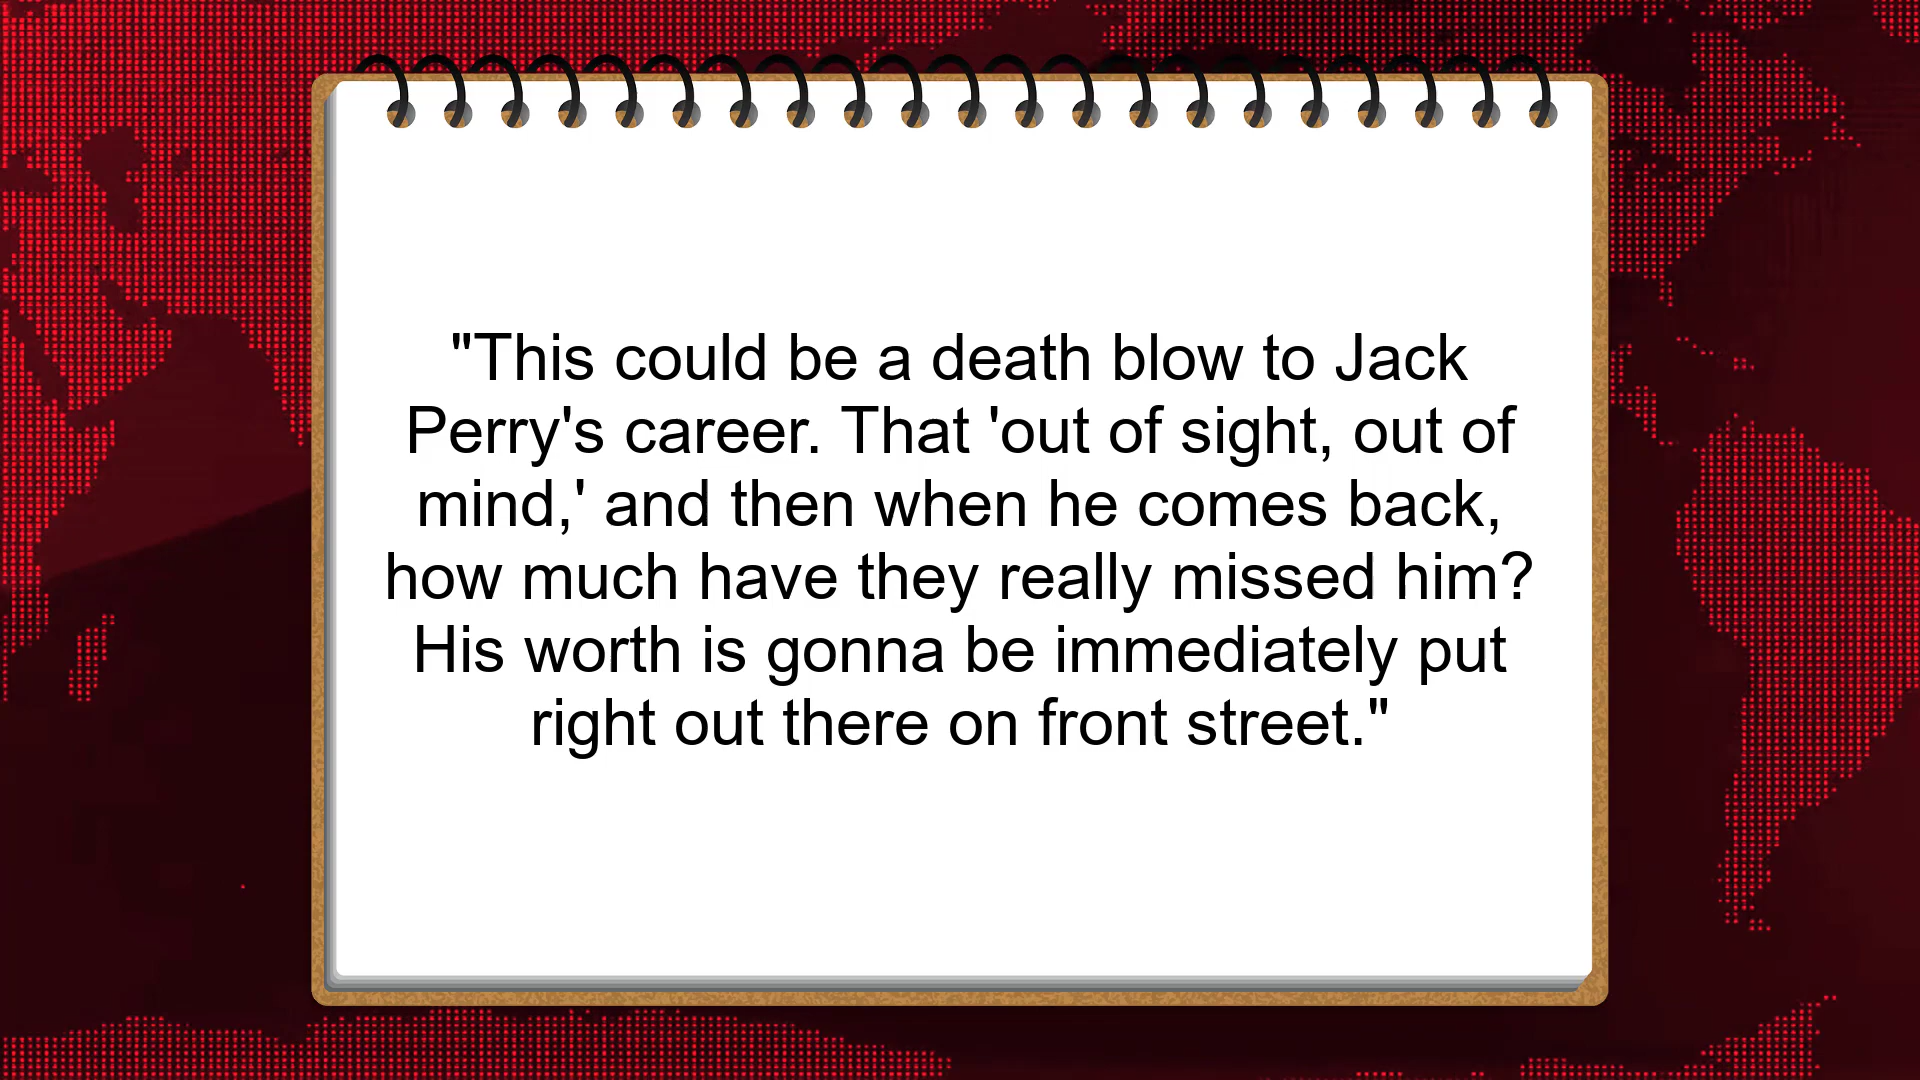 "This could be a death blow to Jack
Perry's career. That 'out of sight, out of
mind,' and then when he comes back,
how much have they really missed him?
His worth is gonna be immediately put
right out there on front street."